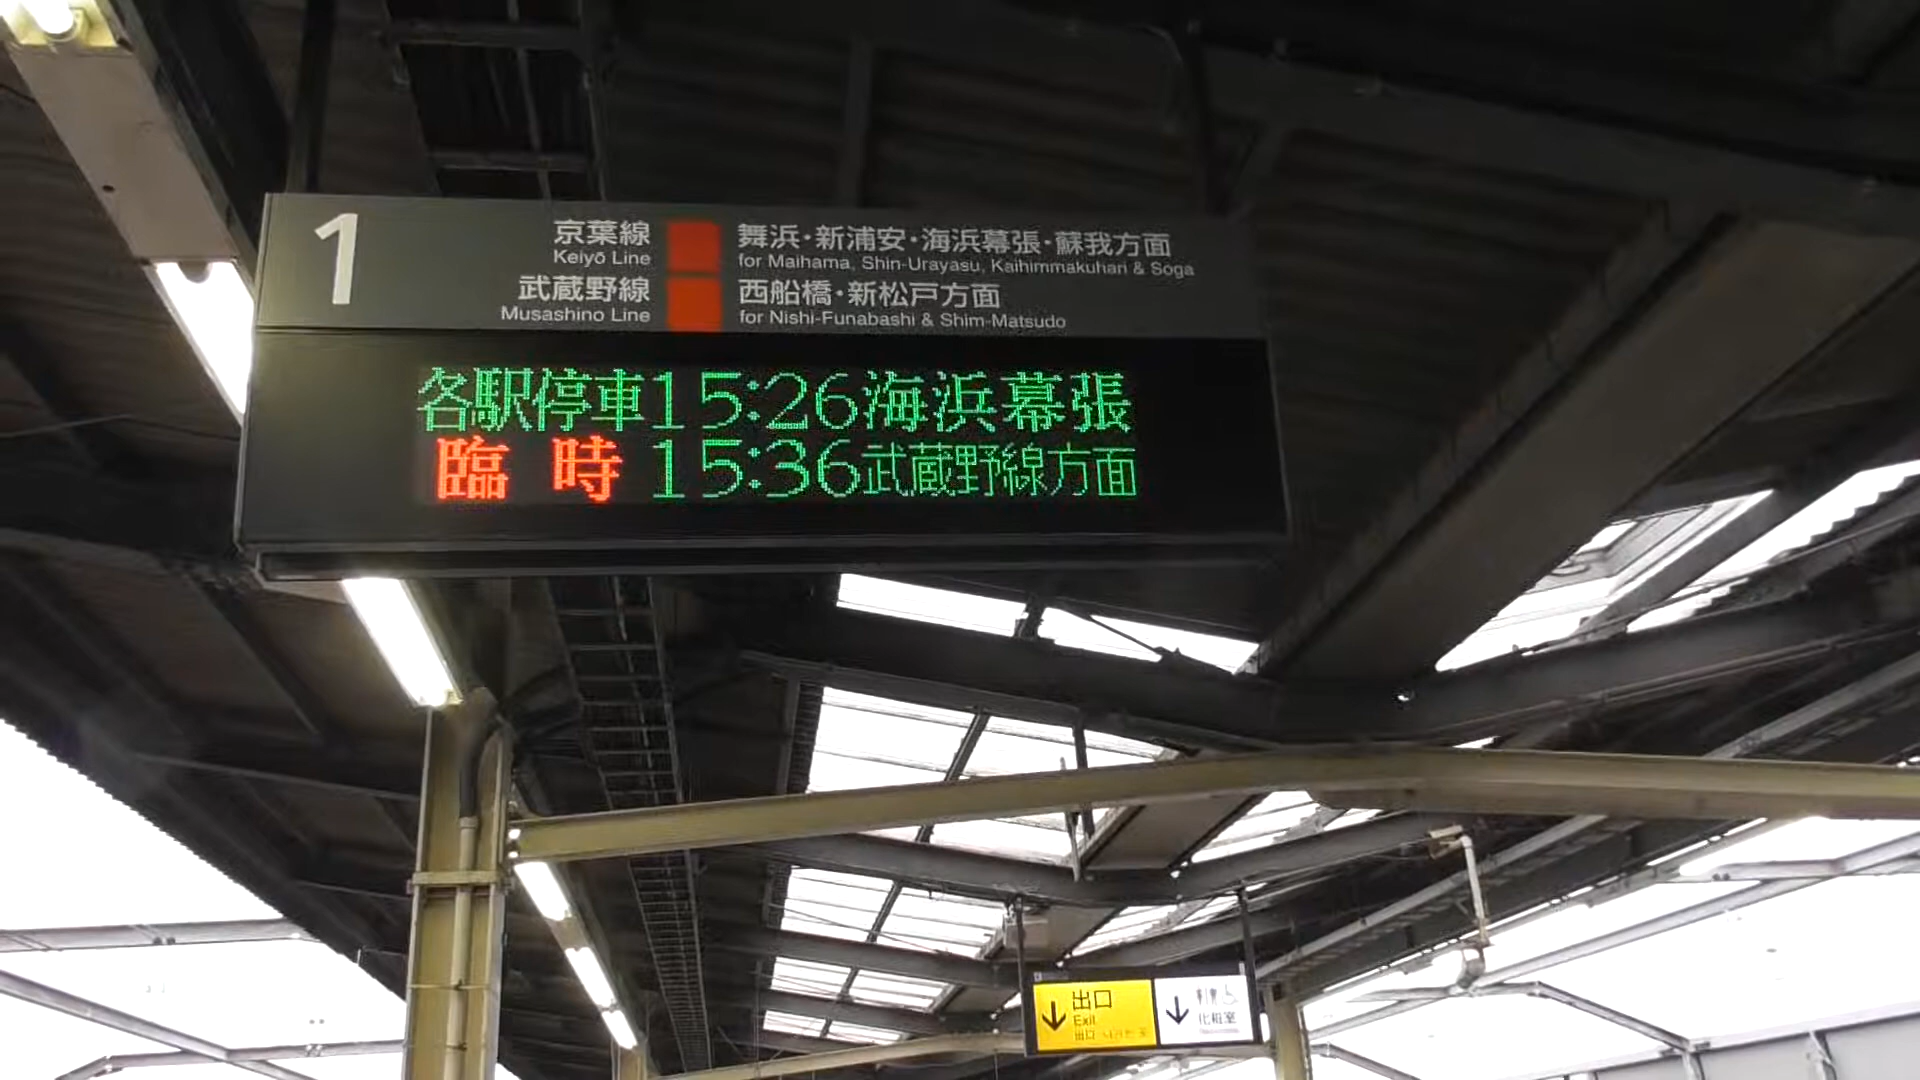 1
京葉線
Keiyō Line
舞浜・新浦安・海浜幕張・蘇我方面
for Maihama, Shin-Urayasu, Kaihimmakuhari & Soga
武蔵野線
Musashino Line
西船橋・新松戸方面
for Nishi-Funabashi & Shim-Matsudo
各駅停車15:26海浜幕張
臨時 15:36武蔵野線方面
出口
Exit
出口
化粧室